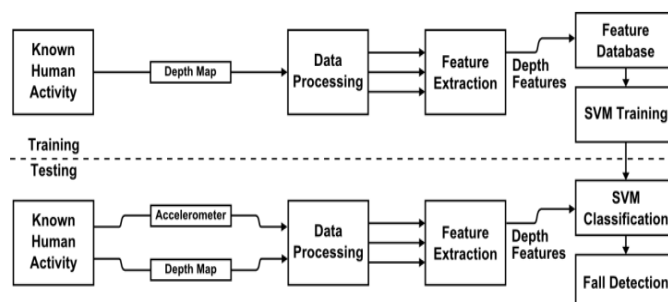 Known
Human
Activity
Depth Map
Data
Processing
Feature
Extraction
Depth
Features
Feature
Database
SVM Training
Training
Testing
Known
Human
Activity
Accelerometer
Depth Map
Data
Processing
Feature
Extraction
Depth
Features
SVM
Classification
Fall Detection